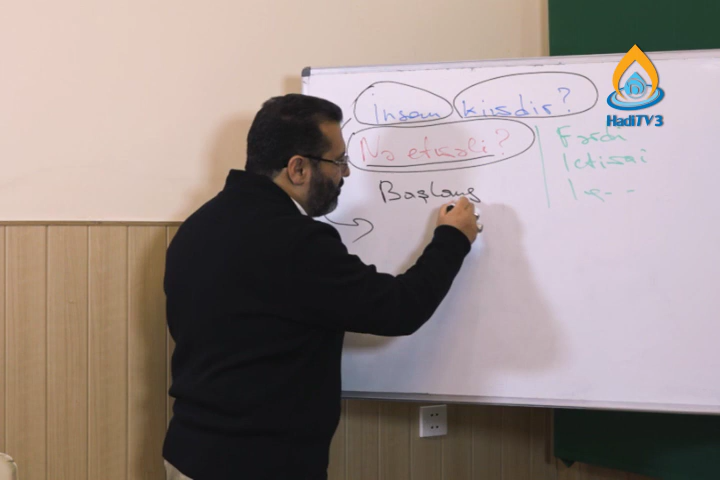 İnsan kimdir?
Nə etməli?
Başlanğ
Fərdi
İctimai
HadiTV3